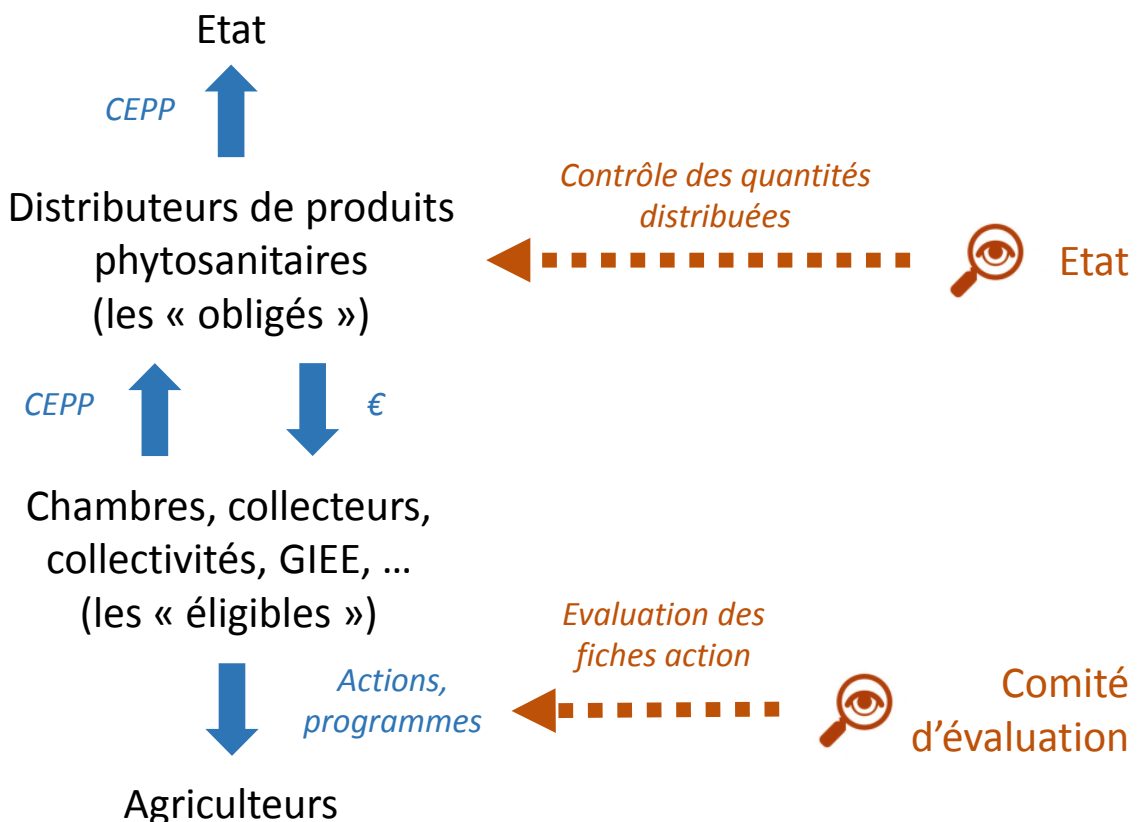 Etat
CEPP
Distributeurs de produits
phytosanitaires
(les « obligés »)
Contrôle des quantités
distribuées
Etat
CEPP
€
Chambres, collecteurs,
collectivités, GIEE, ...
(les « éligibles »)
Evaluation des
fiches action
Actions,
programmes
Comité
d’évaluation
Agriculteurs